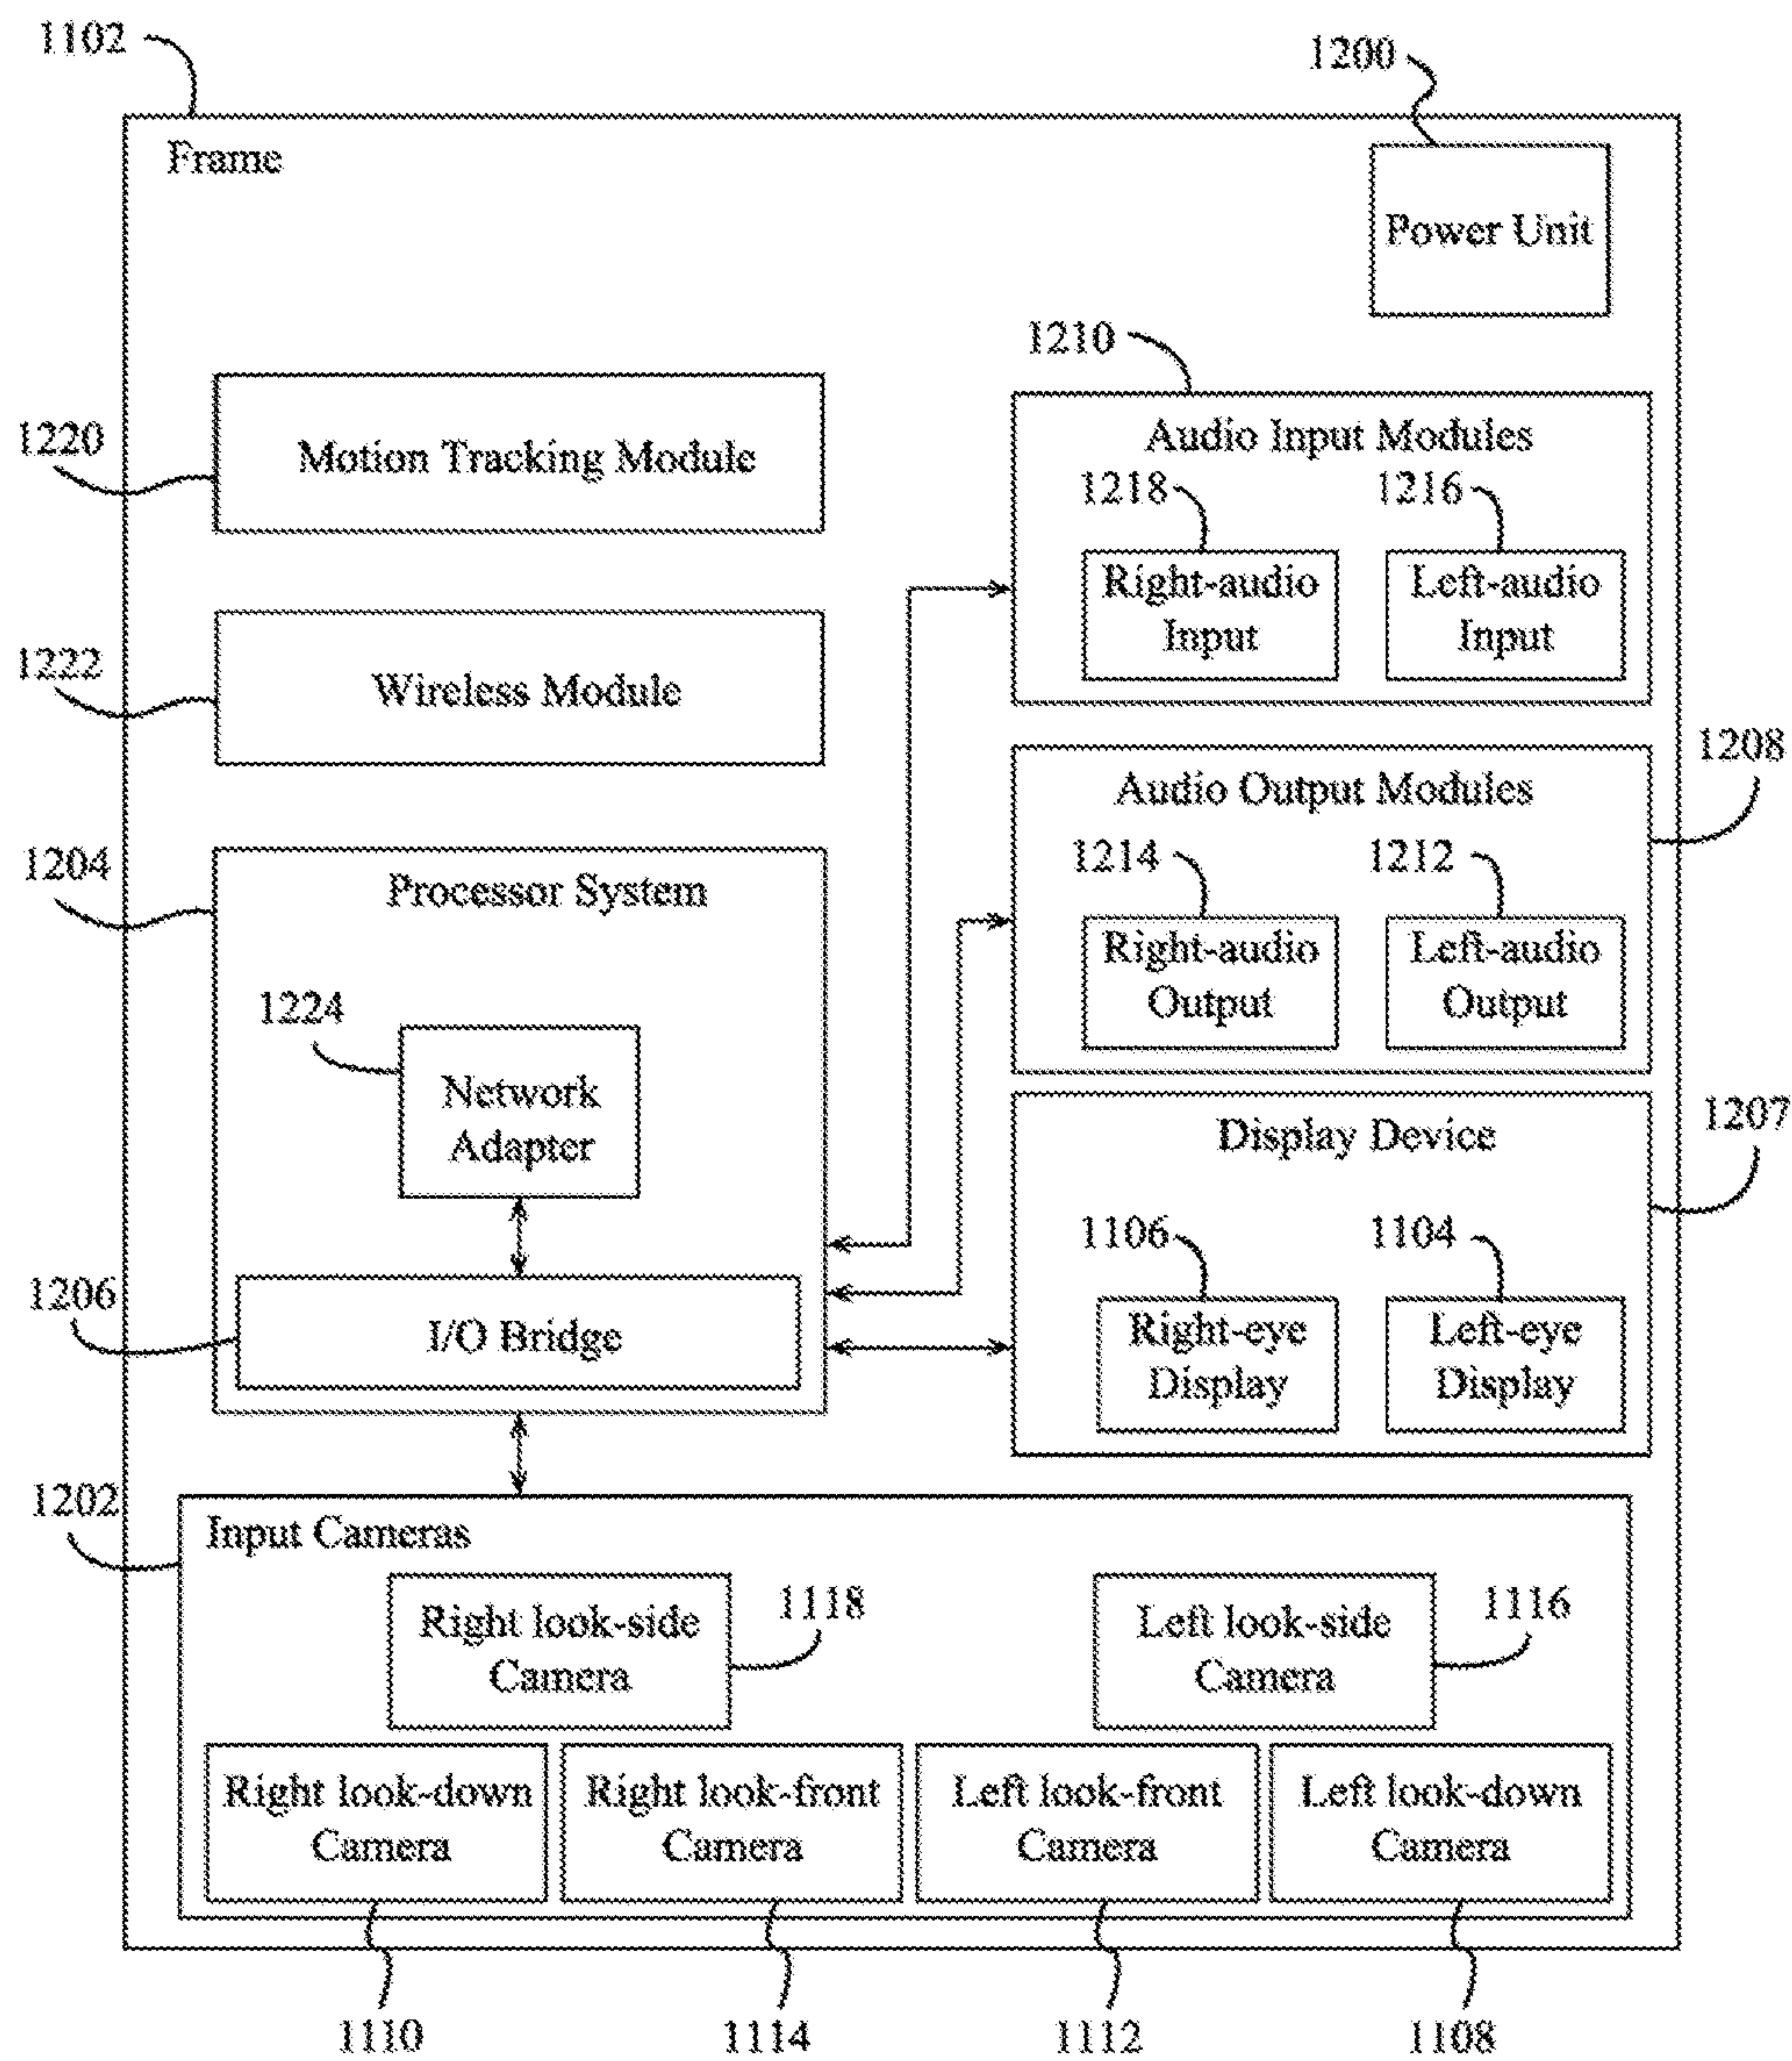 1102
1200
Frame
Power Unit
1210
1220
Motion Tracking Module
Audio Input Modules
1218
1216
Right-audio
Input
Left-audio
Input
1222
Wireless Module
1208
Audio Output Modules
1214
1212
Right-audio
Output
Left-audio
Output
1204
Processor System
1224
Network
Adapter
1207
Display Device
1106
1104
Right-eye
Display
Left-eye
Display
1206
I/O Bridge
1202
Input Cameras
Right look-side
Camera
1118
Left look-side
Camera
1116
Right look-down
Camera
Right look-front
Camera
Left look-front
Camera
Left look-down
Camera
1110
1114
1112
1108